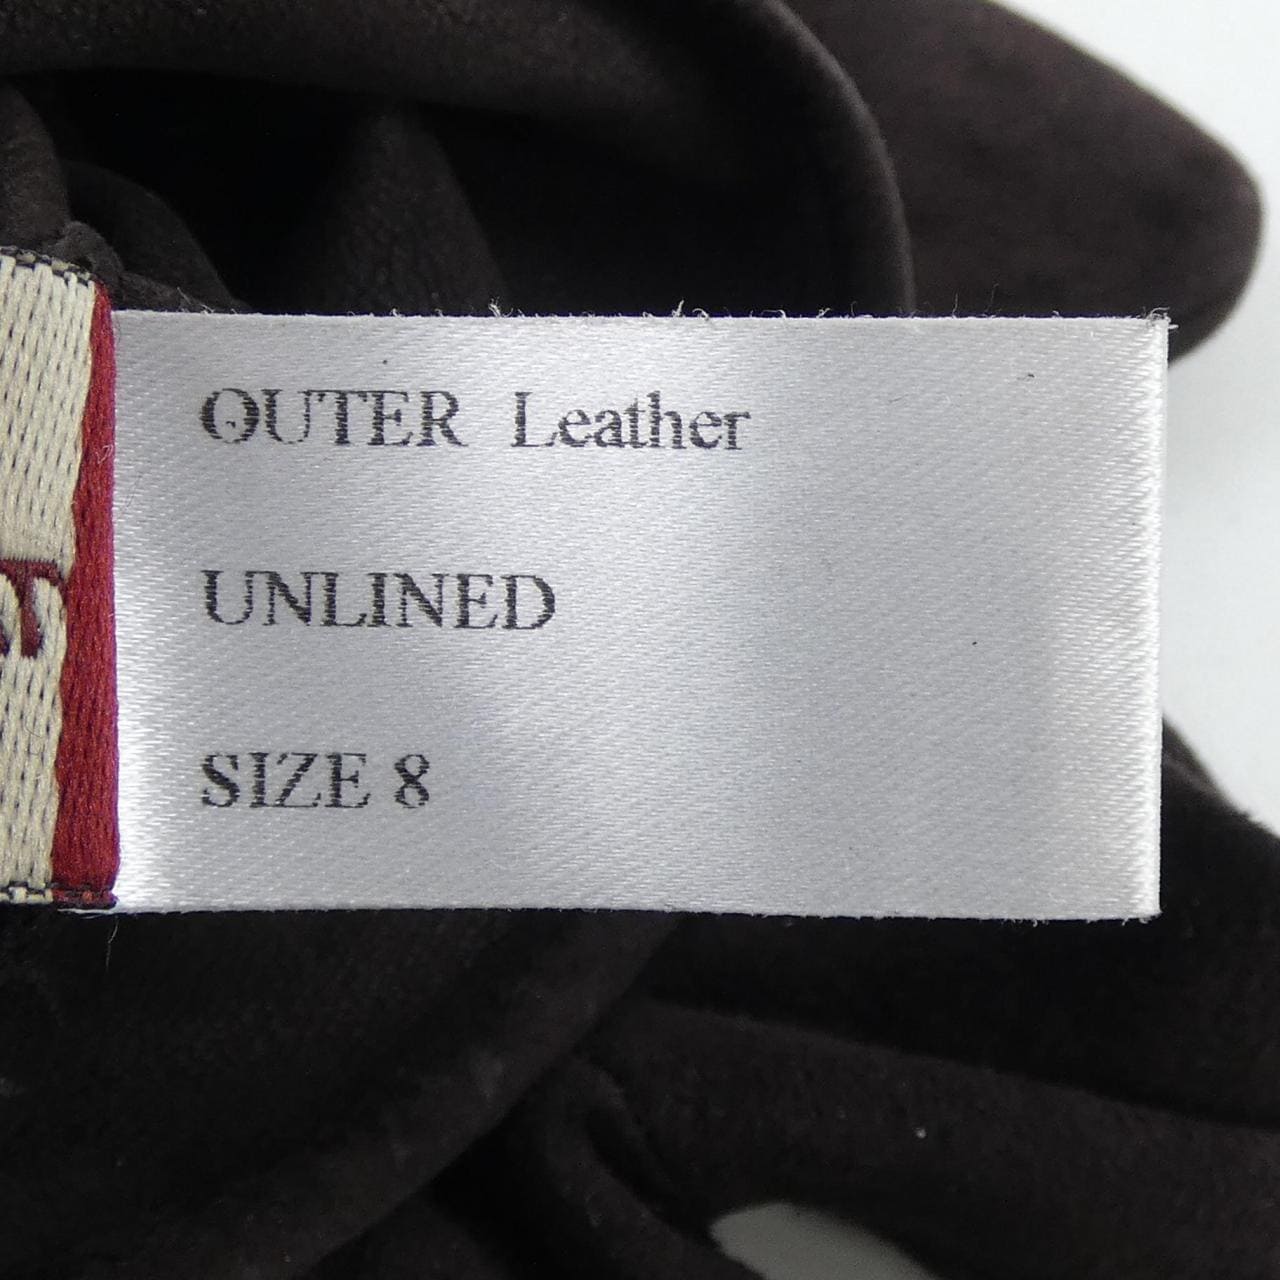 OUTER Leather
UNLINED
SIZE 8